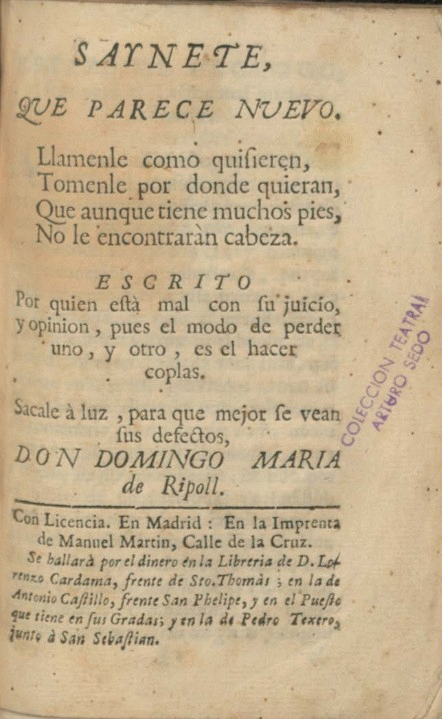 SAYNETE,
QUE PARECE NUEVO.
Llamenle como quiſieren,
Tomenle por donde quieran,
Que aunque tiene muchos pies,
No le encontraràn cabeza.
ESCRITO
Por quien eſtà mal con ſu juicio,
y opinion, pues el modo de perder
uno, y otro, es el hacer
coplas.
Sacale à luz, para que mejor ſe vean
ſus defectos,
DON DOMINGO MARIA
de Ripoll.
Con Licencia. En Madrid: En la Imprenta
de Manuel Martin, Calle de la Cruz.
Se hallarà por el dinero en la Libreria de D. Lo-
renzo Cardama, frente de Sto. Thomàs; en la de
Antonio Caſtillo, frente San Phelipe, y en el Pueſto
que tiene en ſus Gradas; y en la de Pedro Texero,
junto à San Sebaſtian.
COLECCION TEATRAL
ARTURO SEDO